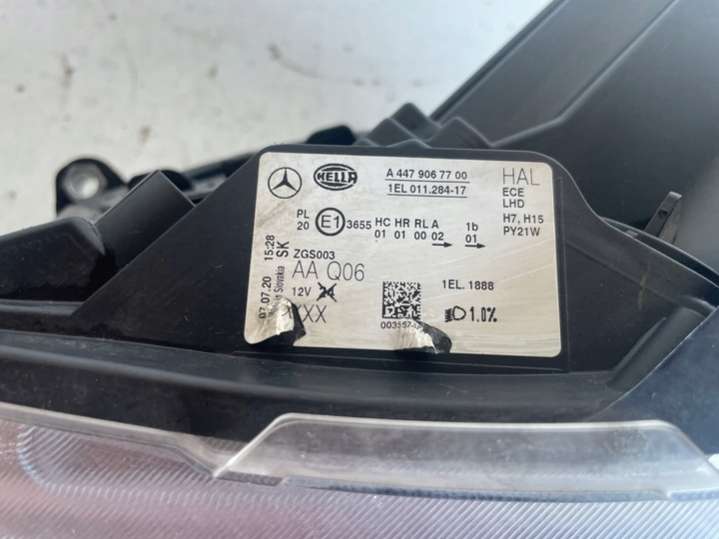 HELLA
A 447 906 77 00
1EL 011.284-17
HAL
ECE
LHD
H7, H15
PY21W
PL
20
E1
3655
HC HR RL A
01 01 00 02
1b
01
ZGS003
AA Q06
12V
1EL. 1888
1.0%
07.07.20 15:28
Slovakia SK